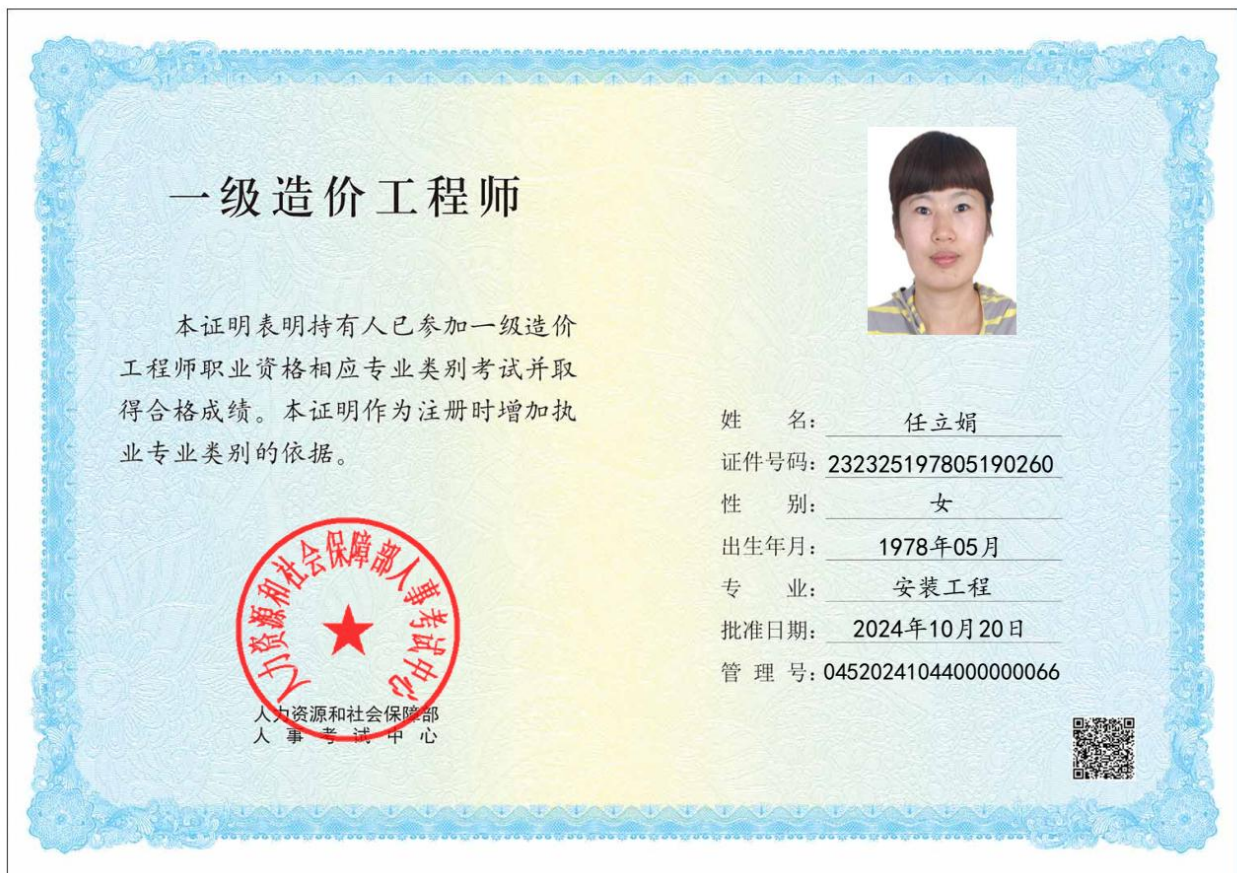 一级造价工程师
本证明表明持有人已参加一级造价
工程师职业资格相应专业类别考试并取
得合格成绩。本证明作为注册时增加执
业专业类别的依据。
人力资源和社会保障部人事考试中心
人力资源和社会保障部
人事考试中心
姓名：任立娟
证件号码：232325197805190260
性别：女
出生年月：1978年05月
专业：安装工程
批准日期：2024年10月20日
管理号：04520241044000000066